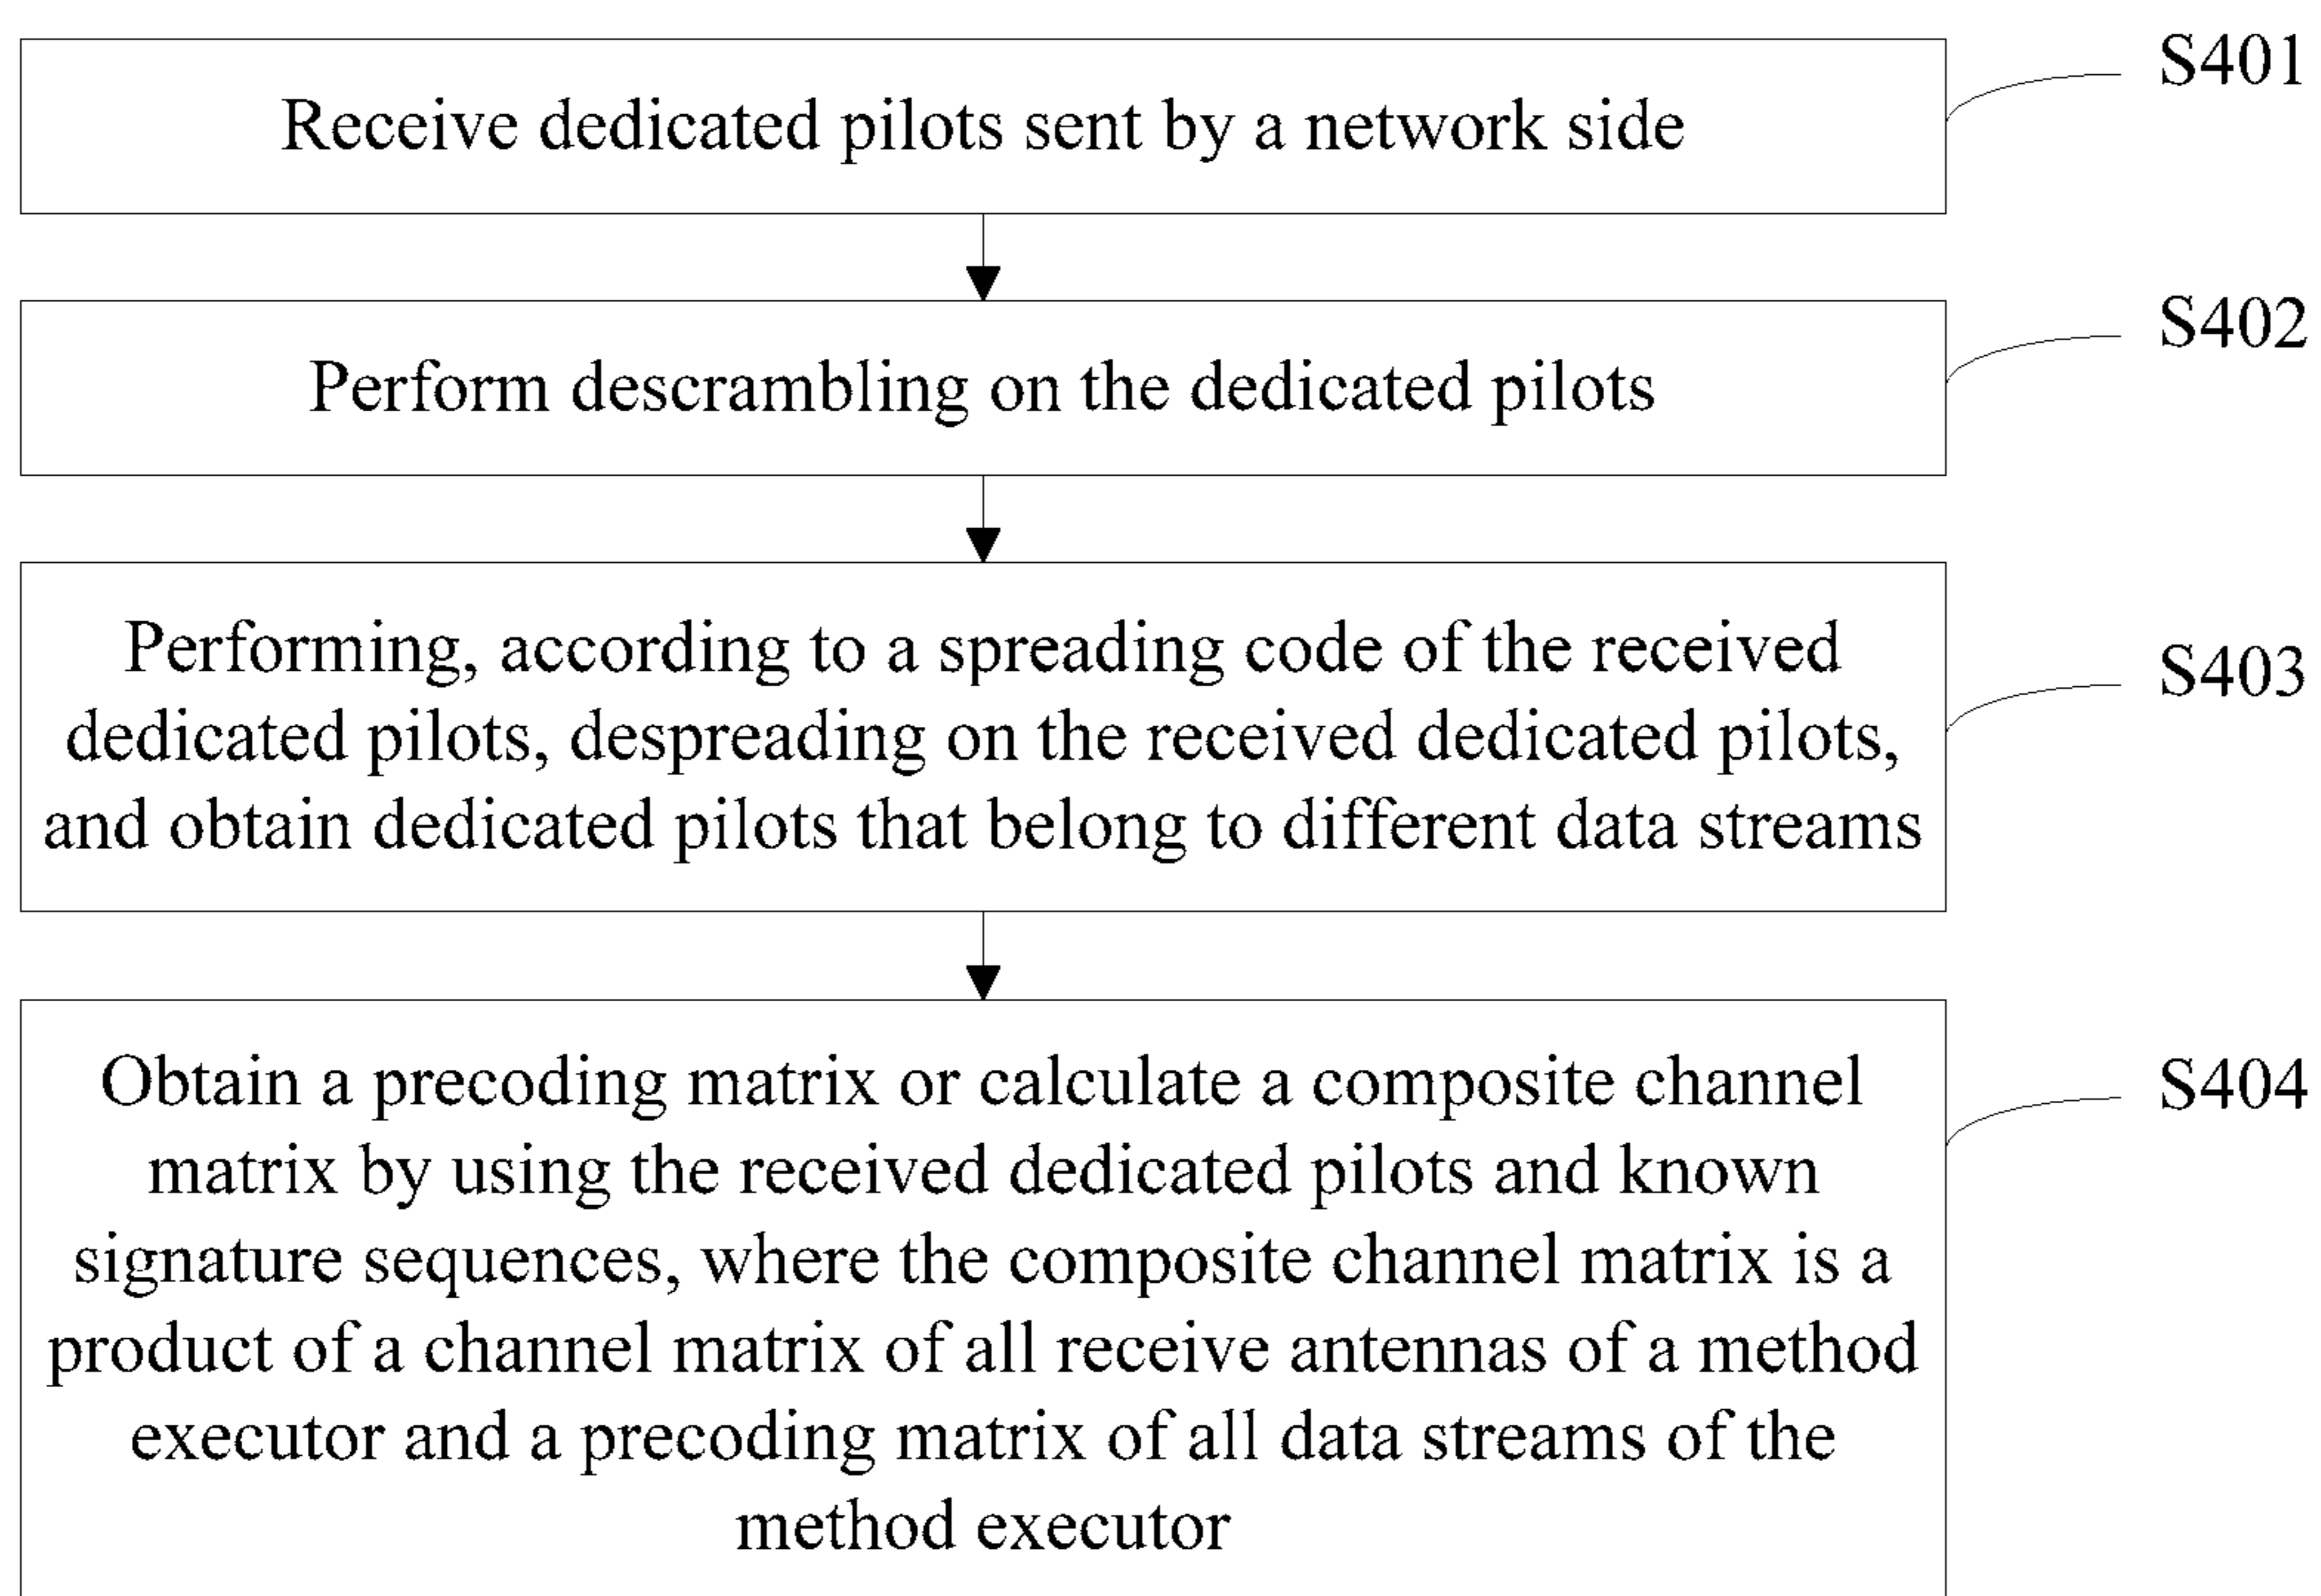 S401
Receive dedicated pilots sent by a network side
S402
Perform descrambling on the dedicated pilots
Performing, according to a spreading code of the received
S403
dedicated pilots, despreading on the received dedicated pilots,
and obtain dedicated pilots that belong to different data streams
Obtain a precoding matrix or calculate a composite channel
S404
matrix by using the received dedicated pilots and known
signature sequences, where the composite channel matrix is a
product of a channel matrix of all receive antennas of a method
executor and a precoding matrix of all data streams of the
method executor